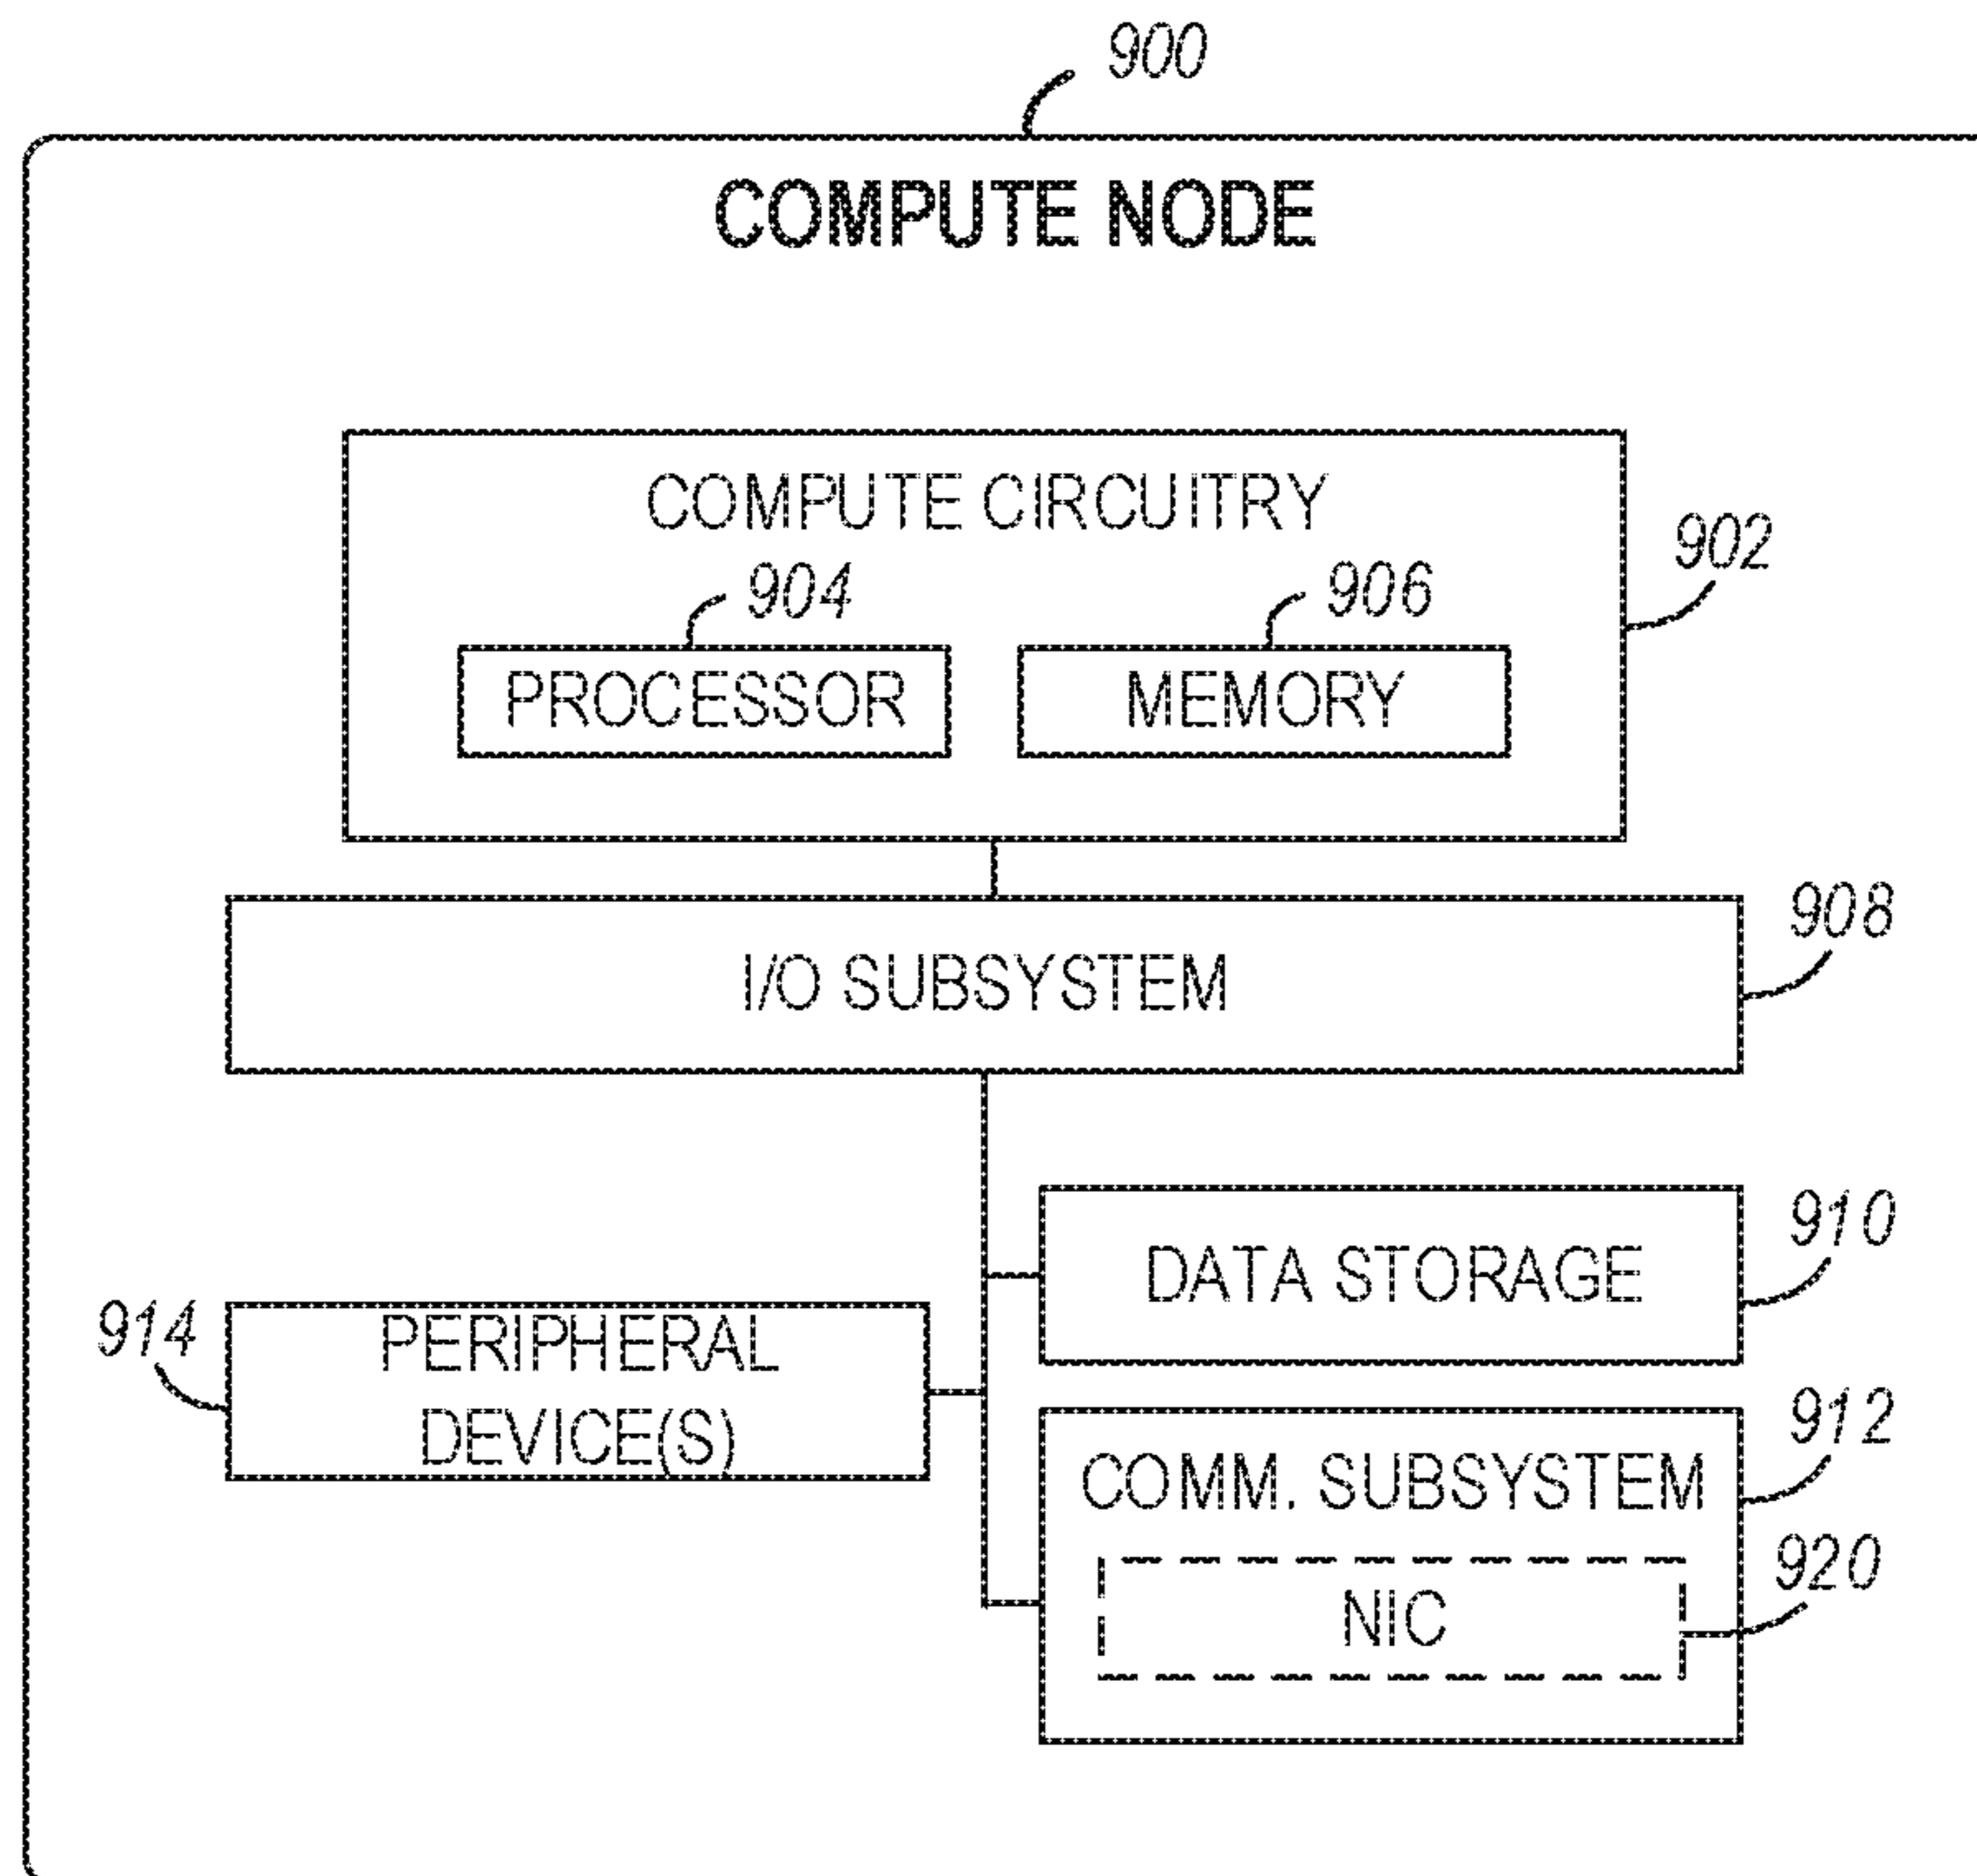 900
COMPUTE NODE
COMPUTE CIRCUITRY
902
904
906
PROCESSOR
MEMORY
908
I/O SUBSYSTEM
910
DATA STORAGE
914
PERIPHERAL
DEVICE(S)
912
COMM. SUBSYSTEM
920
NIC